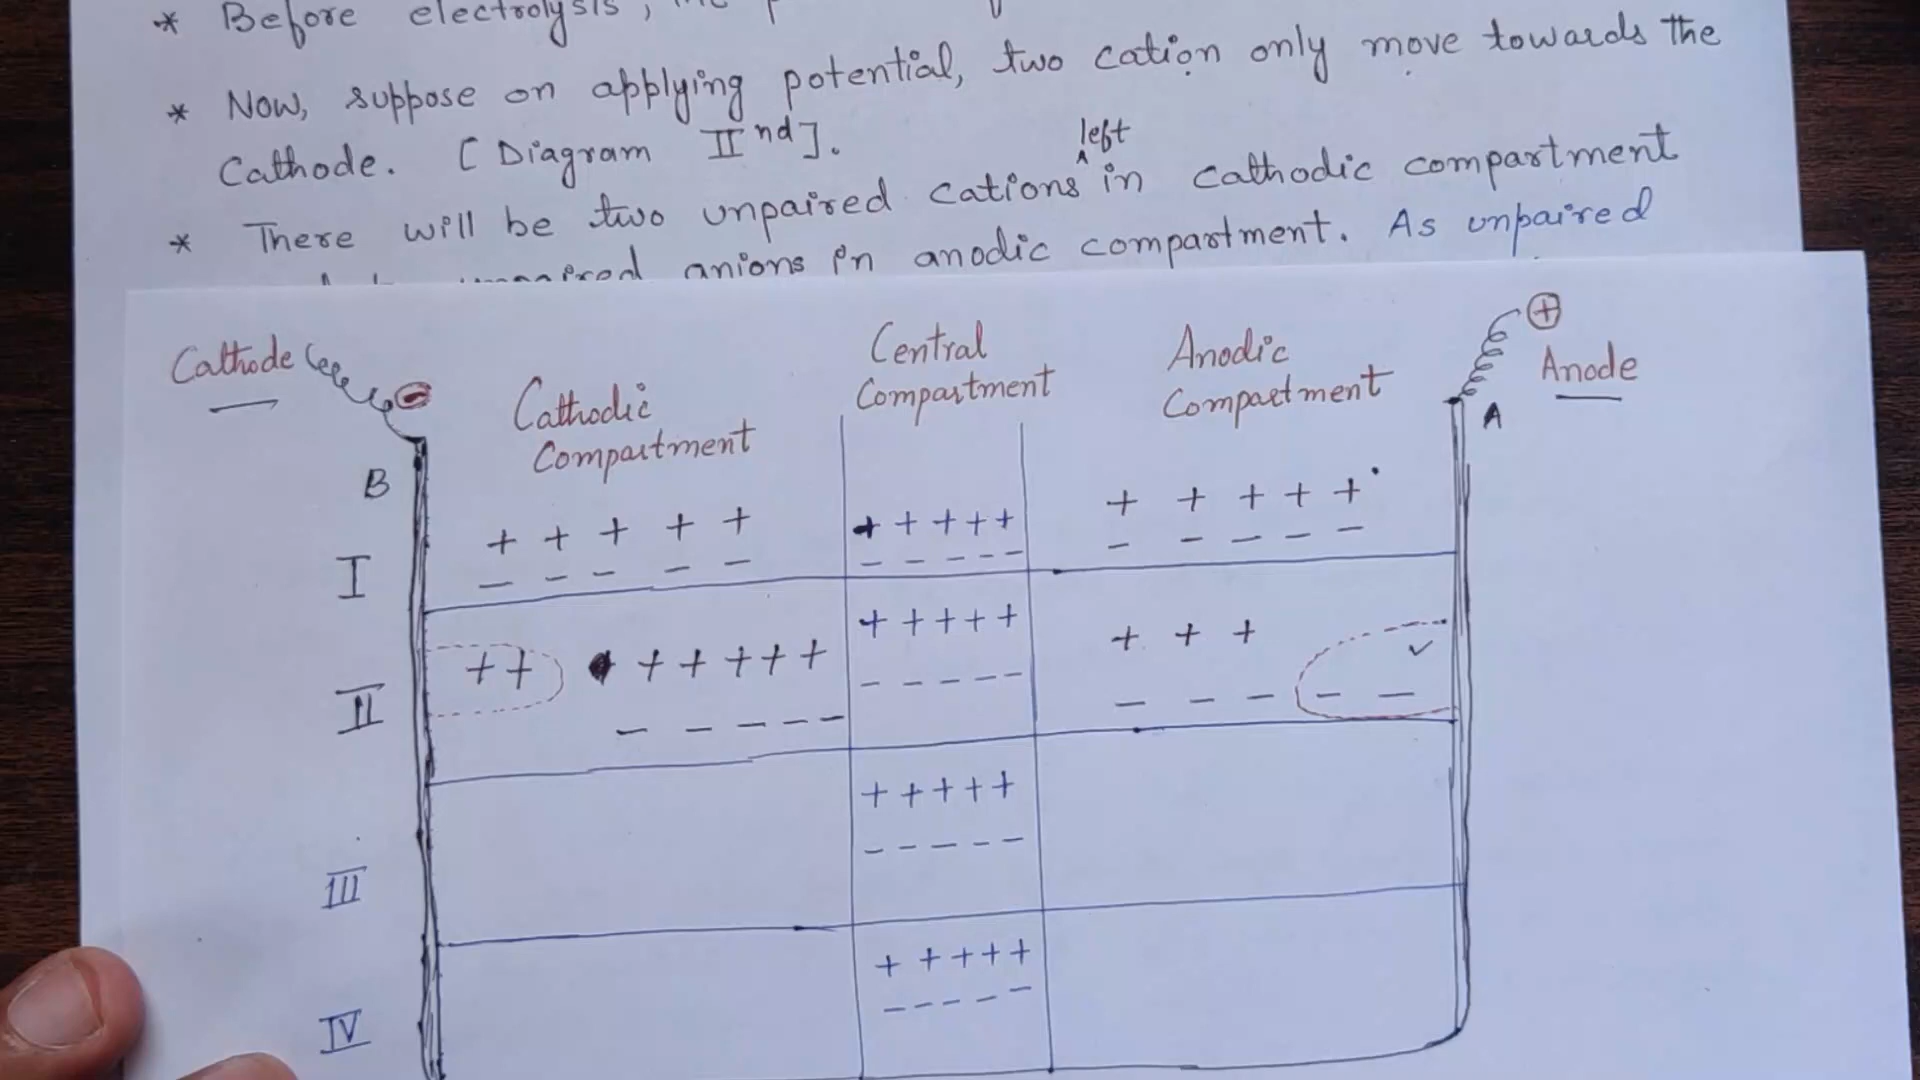 * Before electrolysis, the
* Now, suppose on applying potential, two cation only move towards the
Cathode. [Diagram IInd].
left
* There will be two unpaired cations in cathodic compartment
unpaired anions in anodic compartment. As unpaired
Cathode
Cathodic
Compartment
Central
Compartment
Anodic
Compartment
+
Anode
-
A
B
I
+ + + + +
- - - - -
+ + + + +
- - - - -
+ + + + +
- - - - -
II
+ + + + + + +
- - - - -
+ + + + +
- - - - -
+ + +
- - - - -
III
+ + + + +
- - - - -
IV
+ + + + +
- - - - -